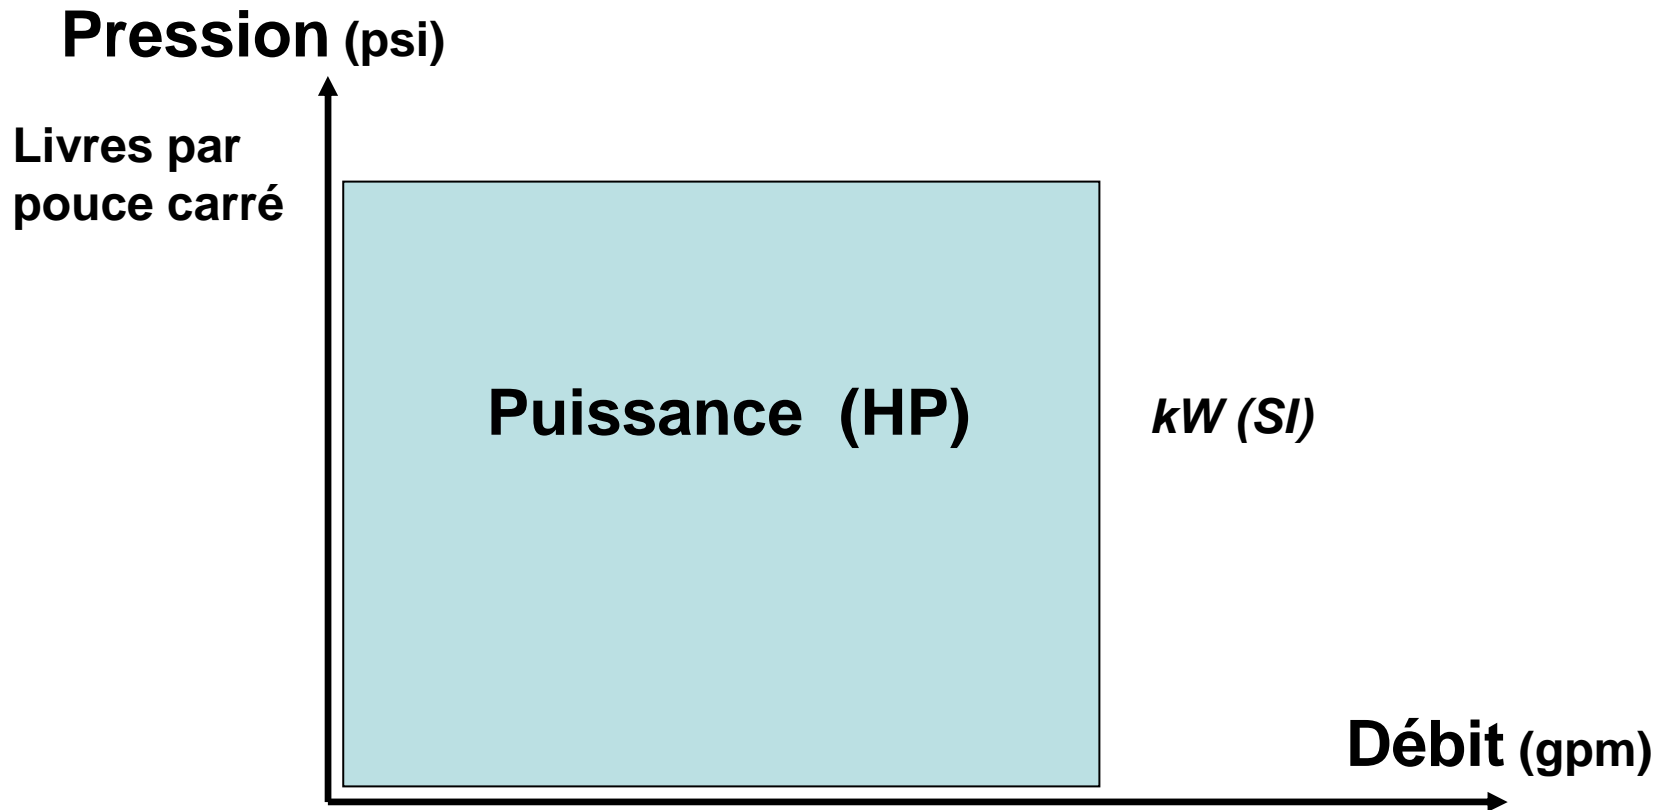 Pression (psi)
Livres par
pouce carré
Puissance (HP)
kW (SI)
Débit (gpm)